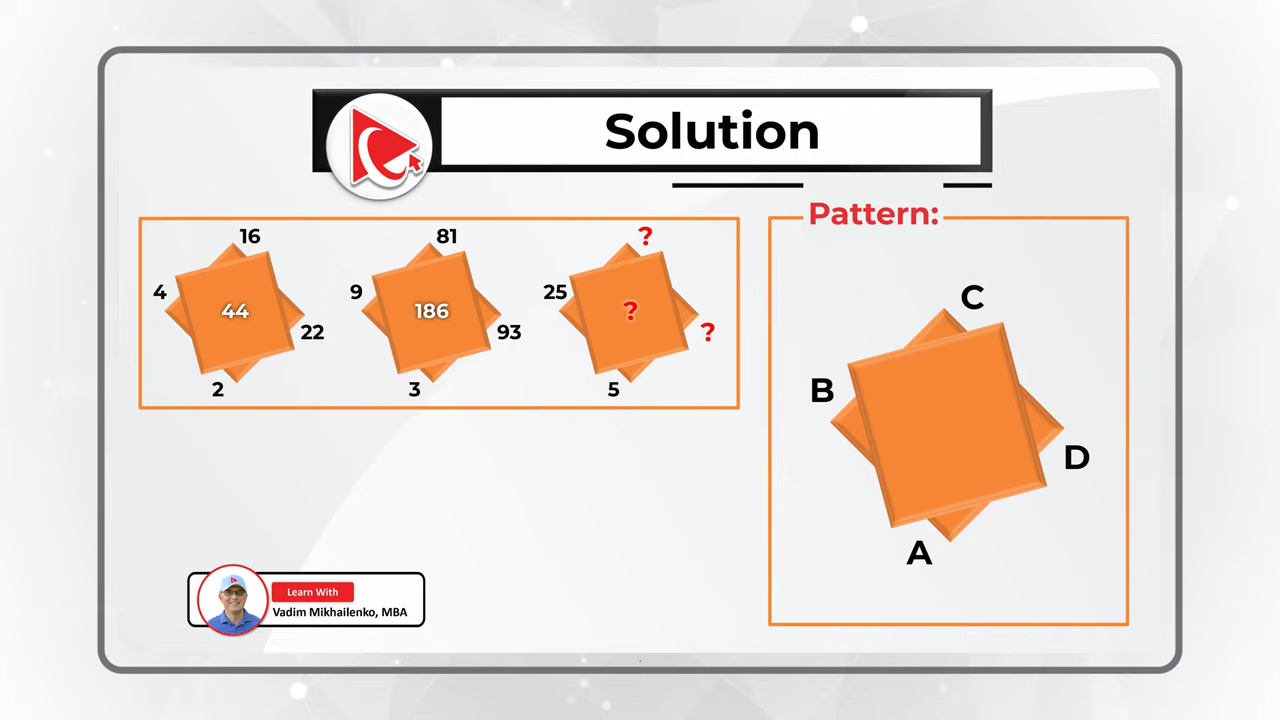 Solution
Pattern:
16
4
44
22
2
81
9
186
93
3
?
25
?
?
5
C
B
D
A
Learn With
Vadim Mikhailenko, MBA